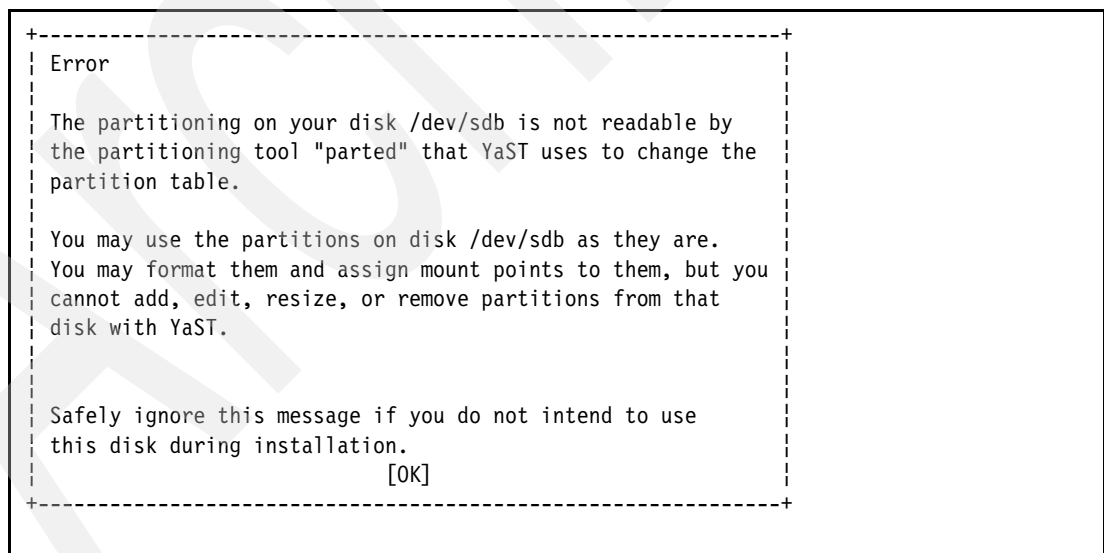 Error
The partitioning on your disk /dev/sdb is not readable by
the partitioning tool "parted" that YaST uses to change the
partition table.
You may use the partitions on disk /dev/sdb as they are.
You may format them and assign mount points to them, but you
cannot add, edit, resize, or remove partitions from that
disk with YaST.
Safely ignore this message if you do not intend to use
this disk during installation.
[OK]